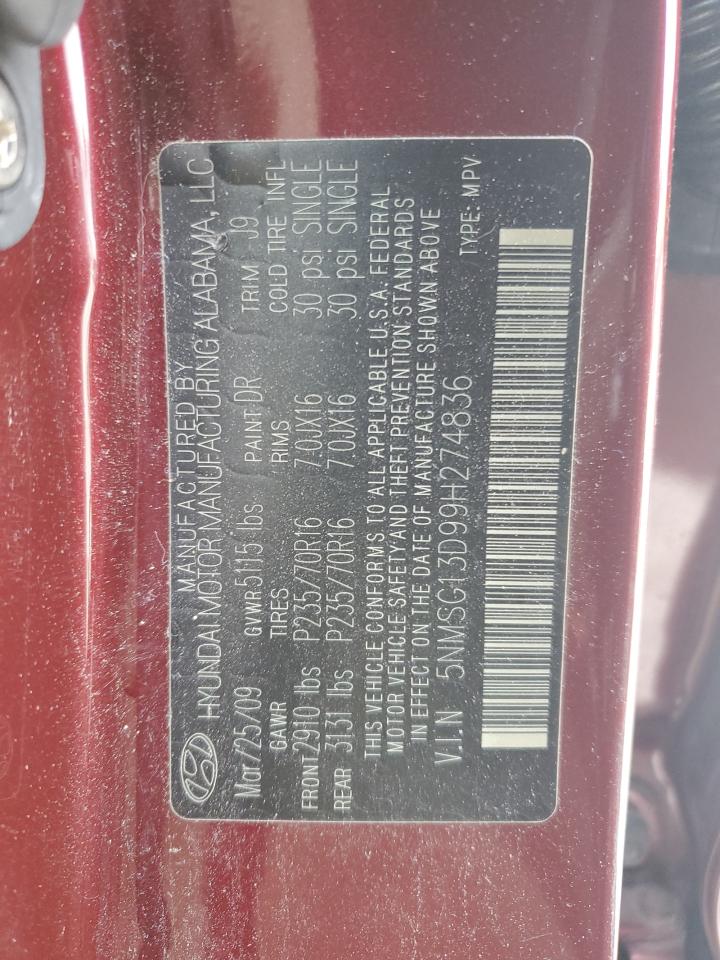 MANUFACTURED BY
HYUNDAI MOTOR MANUFACTURING ALABAMA, LLC
Mar/25/09 GVWR 5115 lbs PAINT: DR TRIM J9
GAWR TIRES RIMS COLD TIRE INFL
FRONT 2910 lbs P235/70R16 7.0JX16 30 psi SINGLE
REAR 3131 lbs P235/70R16 7.0JX16 30 psi SINGLE
THIS VEHICLE CONFORMS TO ALL APPLICABLE U.S.A. FEDERAL
MOTOR VEHICLE SAFETY AND THEFT PREVENTION STANDARDS
IN EFFECT ON THE DATE OF MANUFACTURE SHOWN ABOVE
V.I.N 5NMSG13D99H274836 TYPE: MPV